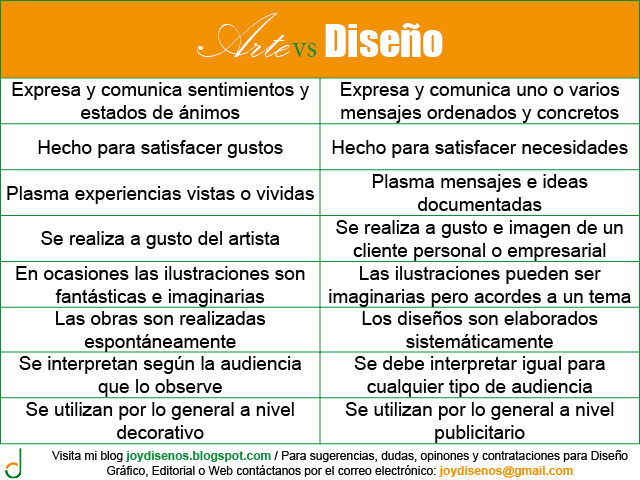 Arte vs Diseño
Expresa y comunica sentimientos y
estados de ánimos
Expresa y comunica uno o varios
mensajes ordenados y concretos
Hecho para satisfacer gustos
Hecho para satisfacer necesidades
Plasma experiencias vistas o vividas
Plasma mensajes e ideas
documentadas
Se realiza a gusto del artista
Se realiza a gusto e imagen de un
cliente personal o empresarial
En ocasiones las ilustraciones son
fantásticas e imaginarias
Las ilustraciones pueden ser
imaginarias pero acordes a un tema
Las obras son realizadas
espontáneamente
Los diseños son elaborados
sistemáticamente
Se interpretan según la audiencia
que lo observe
Se debe interpretar igual para
cualquier tipo de audiencia
Se utilizan por lo general a nivel
decorativo
Se utilizan por lo general a nivel
publicitario
Visita mi blog joydisenos.blogspot.com / Para sugerencias, dudas, opinones y contrataciones para Diseño
Gráfico, Editorial o Web contáctanos por el correo electrónico: joydisenos@gmail.com